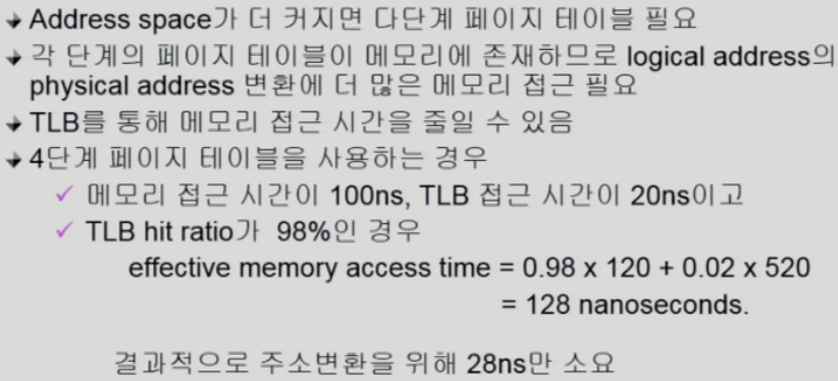 Address space가 더 커지면 다단계 페이지 테이블 필요
각 단계의 페이지 테이블이 메모리에 존재하므로 logical address의
physical address 변환에 더 많은 메모리 접근 필요
TLB를 통해 메모리 접근 시간을 줄일 수 있음
4단계 페이지 테이블을 사용하는 경우
✓ 메모리 접근 시간이 100ns, TLB 접근 시간이 20ns이고
✓ TLB hit ratio가 98%인 경우
effective memory access time = 0.98 x 120 + 0.02 x 520
= 128 nanoseconds.
결과적으로 주소변환을 위해 28ns만 소요